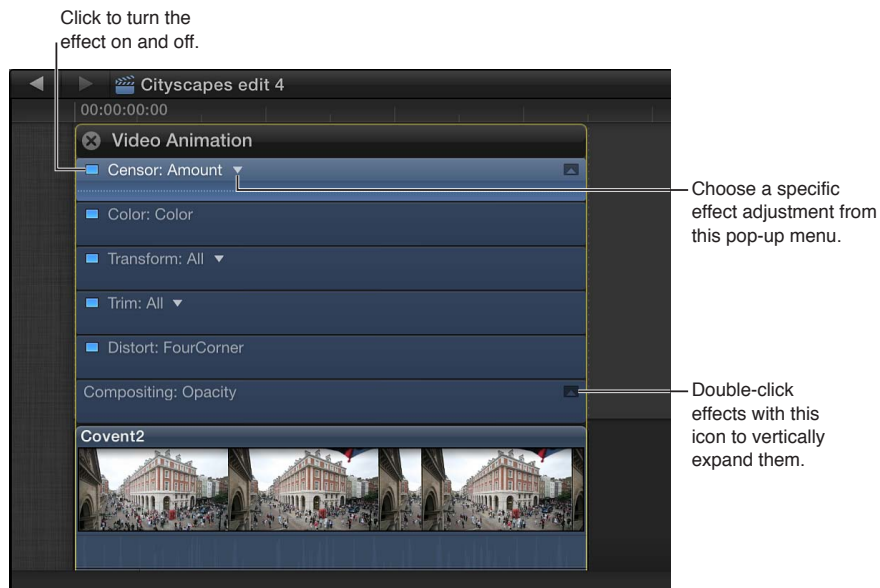 Click to turn the
effect on and off.
Cityscapes edit 4
00:00:00:00
Video Animation
Censor: Amount
Choose a specific
effect adjustment from
this pop-up menu.
Color: Color
Transform: All
Trim: All
Distort: FourCorner
Compositing: Opacity
Double-click
effects with this
icon to vertically
expand them.
Covent2